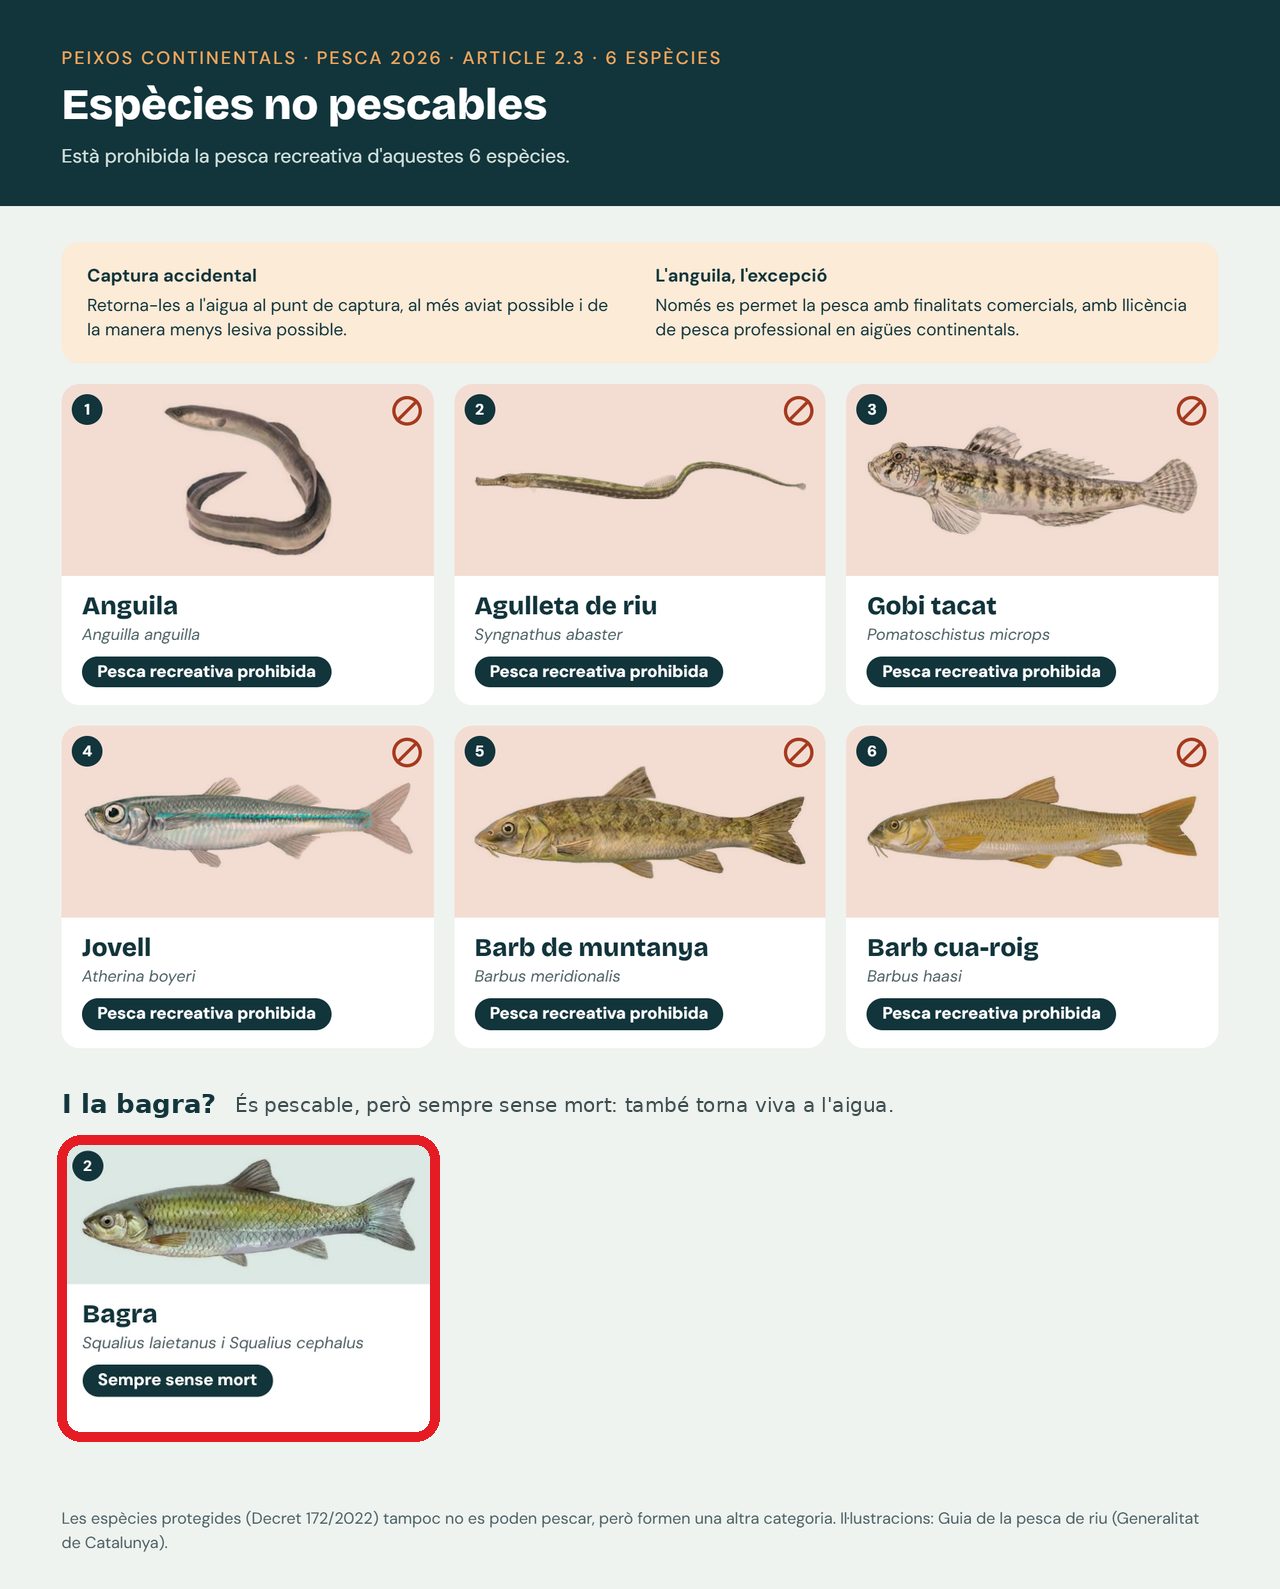 PEIXOS CONTINENTALS · PESCA 2026 · ARTICLE 2.3 · 6 ESPÈCIES
Espècies no pescables
Està prohibida la pesca recreativa d'aquestes 6 espècies.
Captura accidental
Retorna-les a l'aigua al punt de captura, al més aviat possible i de
la manera menys lesiva possible.
L'anguila, l'excepció
Només es permet la pesca amb finalitats comercials, amb llicència
de pesca professional en aigües continentals.
1
Anguila
Anguilla anguilla
Pesca recreativa prohibida
2
Agulleta de riu
Syngnathus abaster
Pesca recreativa prohibida
3
Gobi tacat
Pomatoschistus microps
Pesca recreativa prohibida
4
Jovell
Atherina boyeri
Pesca recreativa prohibida
5
Barb de muntanya
Barbus meridionalis
Pesca recreativa prohibida
6
Barb cua-roig
Barbus haasi
Pesca recreativa prohibida
I la bagra? És pescable, però sempre sense mort: també torna viva a l'aigua.
2
Bagra
Squalius laietanus i Squalius cephalus
Sempre sense mort
Les espècies protegides (Decret 172/2022) tampoc no es poden pescar, però formen una altra categoria. Il·lustracions: Guia de la pesca de riu (Generalitat
de Catalunya).